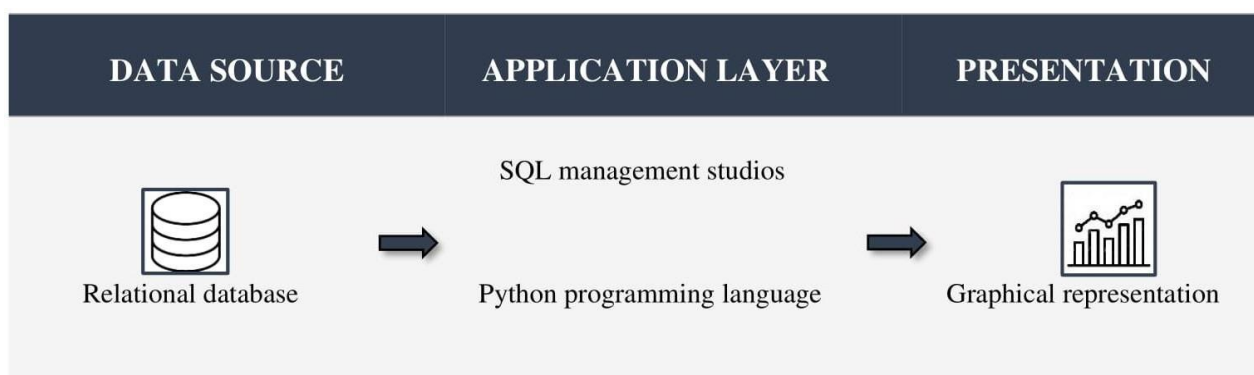 DATA SOURCE
APPLICATION LAYER
PRESENTATION
SQL management studios
Relational database
Python programming language
Graphical representation